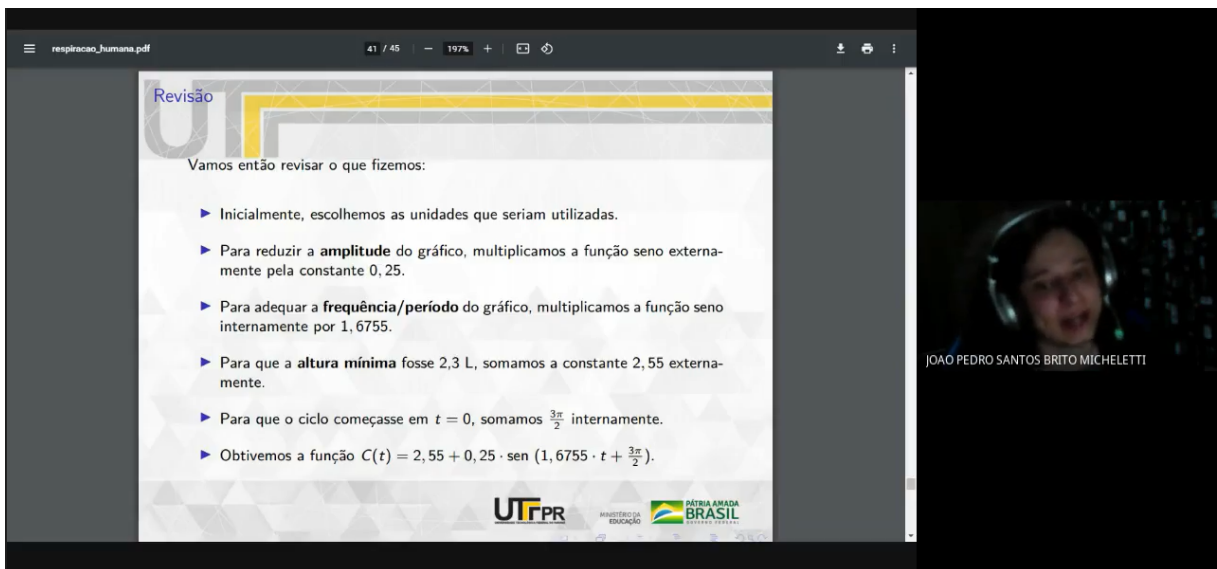 respiracao_humana.pdf
41 / 45
197%
Revisão
Vamos então revisar o que fizemos:
▶ Inicialmente, escolhemos as unidades que seriam utilizadas.
▶ Para reduzir a amplitude do gráfico, multiplicamos a função seno externa-
mente pela constante 0, 25.
▶ Para adequar a frequência/período do gráfico, multiplicamos a função seno
internamente por 1, 6755.
▶ Para que a altura mínima fosse 2,3 L, somamos a constante 2, 55 externa-
mente.
▶ Para que o ciclo começasse em t = 0, somamos 3π/2 internamente.
▶ Obtivemos a função C(t) = 2, 55 + 0, 25 · sen (1, 6755 · t + 3π/2).
UTFPR
MINISTÉRIO DA
EDUCAÇÃO
PÁTRIA AMADA
BRASIL
GOVERNO FEDERAL
JOAO PEDRO SANTOS BRITO MICHELETTI